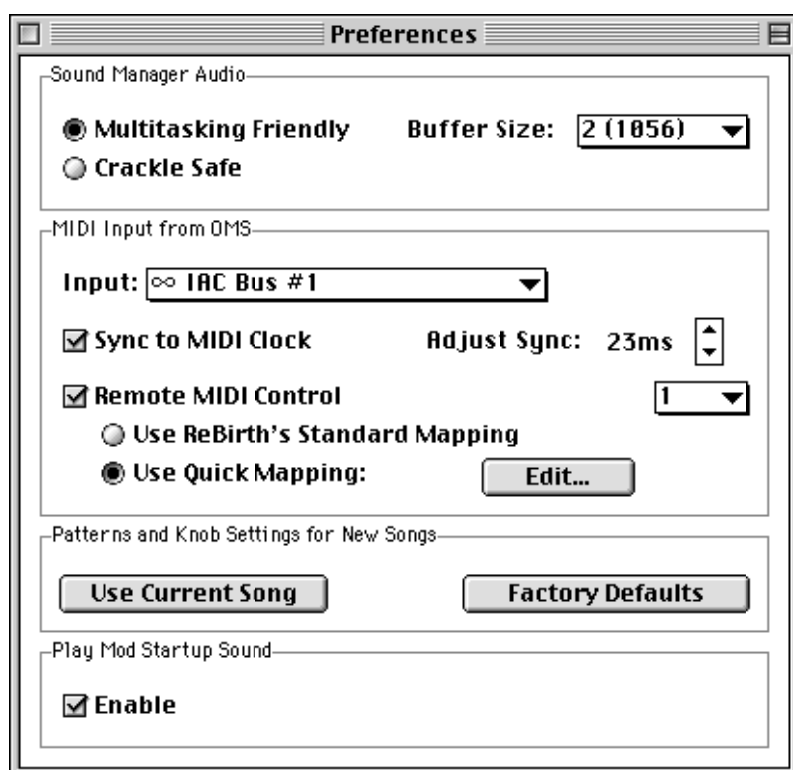 Preferences
Sound Manager Audio
Multitasking Friendly Buffer Size: 2 (1056)
Crackle Safe
MIDI Input from OMS
Input: ∞ IAC Bus #1
Sync to MIDI Clock Adjust Sync: 23ms
Remote MIDI Control 1
Use ReBirth's Standard Mapping
Use Quick Mapping: Edit...
Patterns and Knob Settings for New Songs
Use Current Song Factory Defaults
Play Mod Startup Sound
Enable